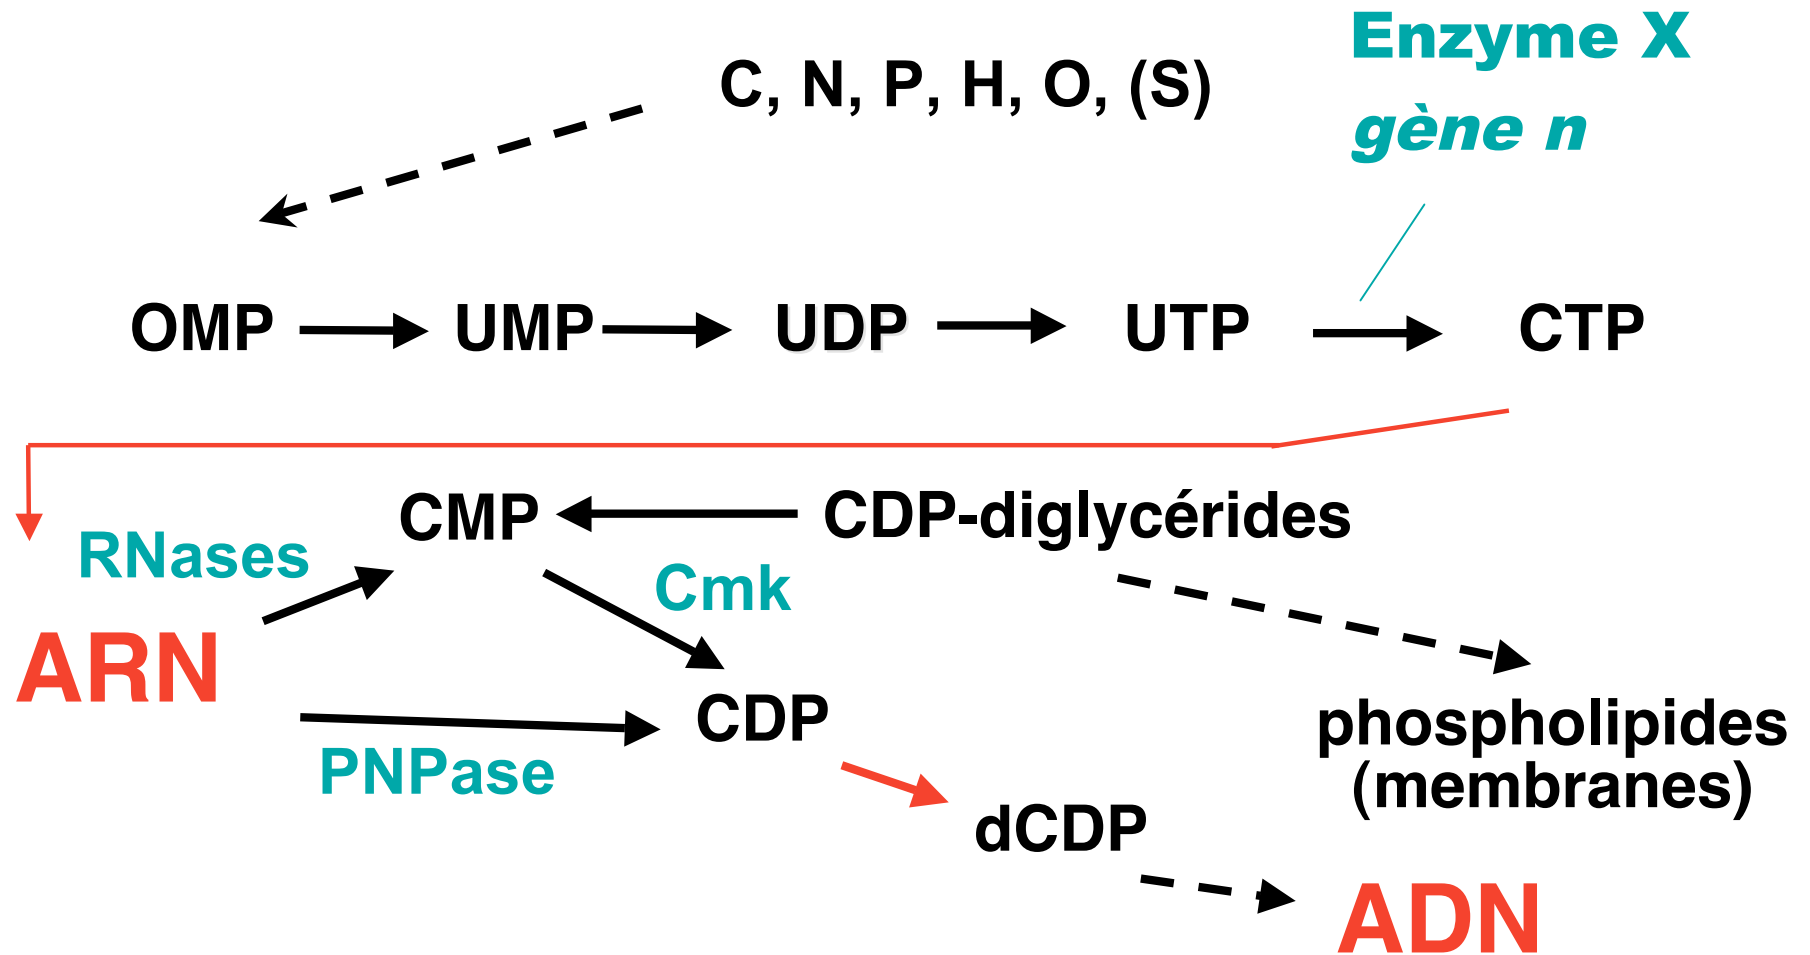 Enzyme X
gène n
C, N, P, H, O, (S)
OMP UMP UDP UTP CTP
CMP CDP-diglycérides
RNases
Cmk
ARN
CDP
PNPase
phospholipides
(membranes)
dCDP
ADN